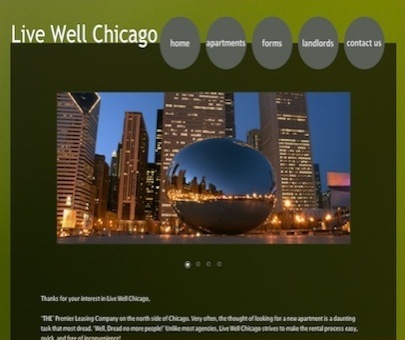 Live Well Chicago
home apartments forms landlords contact us
Thanks for your interest in Live Well Chicago,
"THE" Premier Leasing Company on the north side of Chicago. Very often, the thought of looking for a new apartment is a daunting
task that most dread. "Well, Dread no more people!" Unlike most agencies, Live Well Chicago strives to make the rental process easy,
quick, and free of inconvenience!